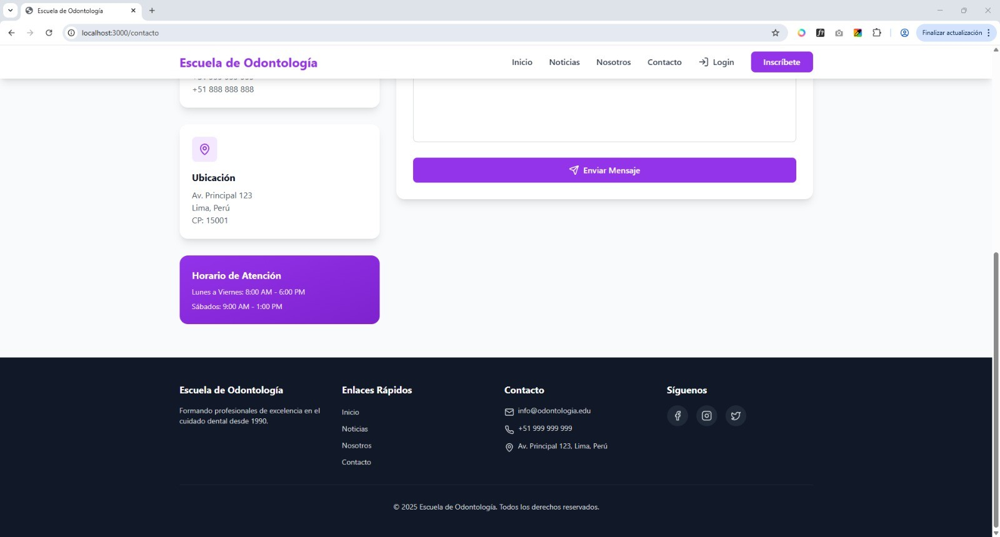 Escuela de Odontología
localhost:3000/contacto
Finalizar actualización
Escuela de Odontología
Inicio
Noticias
Nosotros
Contacto
Login
Inscríbete
+51 888 888 888
Ubicación
Av. Principal 123
Lima, Perú
CP: 15001
Horario de Atención
Lunes a Viernes: 8:00 AM - 6:00 PM
Sábados: 9:00 AM - 1:00 PM
Enviar Mensaje
Escuela de Odontología
Formando profesionales de excelencia en el
cuidado dental desde 1990.
Enlaces Rápidos
Inicio
Noticias
Nosotros
Contacto
Contacto
info@odontologia.edu
+51 999 999 999
Av. Principal 123, Lima, Perú
Síguenos
© 2025 Escuela de Odontología. Todos los derechos reservados.